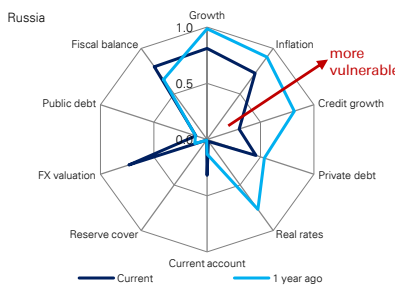 Russia
Growth
1.0
Fiscal balance
Inflation
more
vulnerable
0.5
Public debt
Credit growth
0.0
FX valuation
Private debt
Reserve cover
Real rates
Current account
Current
1 year ago